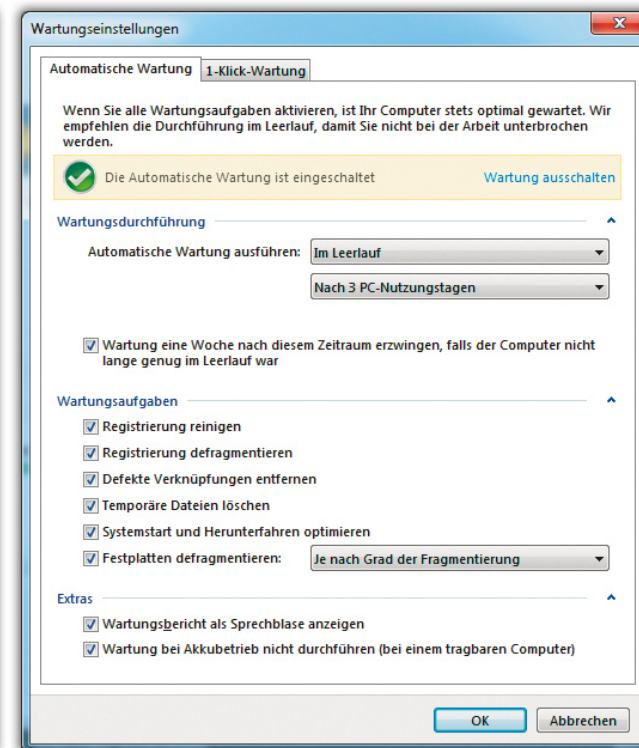 Wartungseinstellungen
Automatische Wartung
1-Klick-Wartung
Wenn Sie alle Wartungsaufgaben aktivieren, ist Ihr Computer stets optimal gewartet. Wir
empfehlen die Durchführung im Leerlauf, damit Sie nicht bei der Arbeit unterbrochen
werden.
Die Automatische Wartung ist eingeschaltet
Wartung ausschalten
Wartungsdurchführung
Automatische Wartung ausführen: Im Leerlauf
Nach 3 PC-Nutzungstagen
Wartung eine Woche nach diesem Zeitraum erzwingen, falls der Computer nicht
lange genug im Leerlauf war
Wartungsaufgaben
Registrierung reinigen
Registrierung defragmentieren
Defekte Verknüpfungen entfernen
Temporäre Dateien löschen
Systemstart und Herunterfahren optimieren
Festplatten defragmentieren: Je nach Grad der Fragmentierung
Extras
Wartungsbericht als Sprechblase anzeigen
Wartung bei Akkubetrieb nicht durchführen (bei einem tragbaren Computer)
OK
Abbrechen